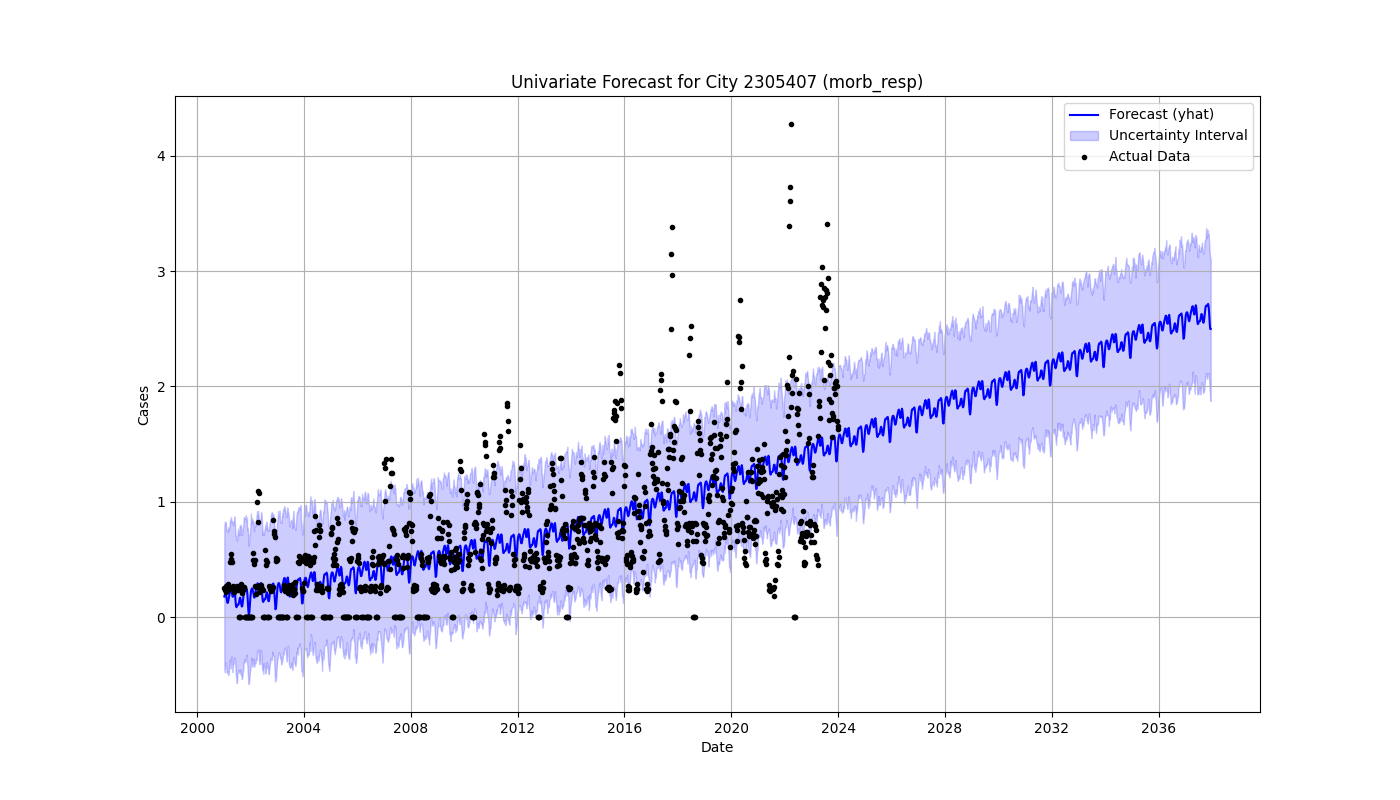 Univariate Forecast for City 2305407 (morb_resp)
Forecast (yhat)
Uncertainty Interval
Actual Data
Cases
4
3
2
1
0
2000 2004 2008 2012 2016 2020 2024 2028 2032 2036
Date